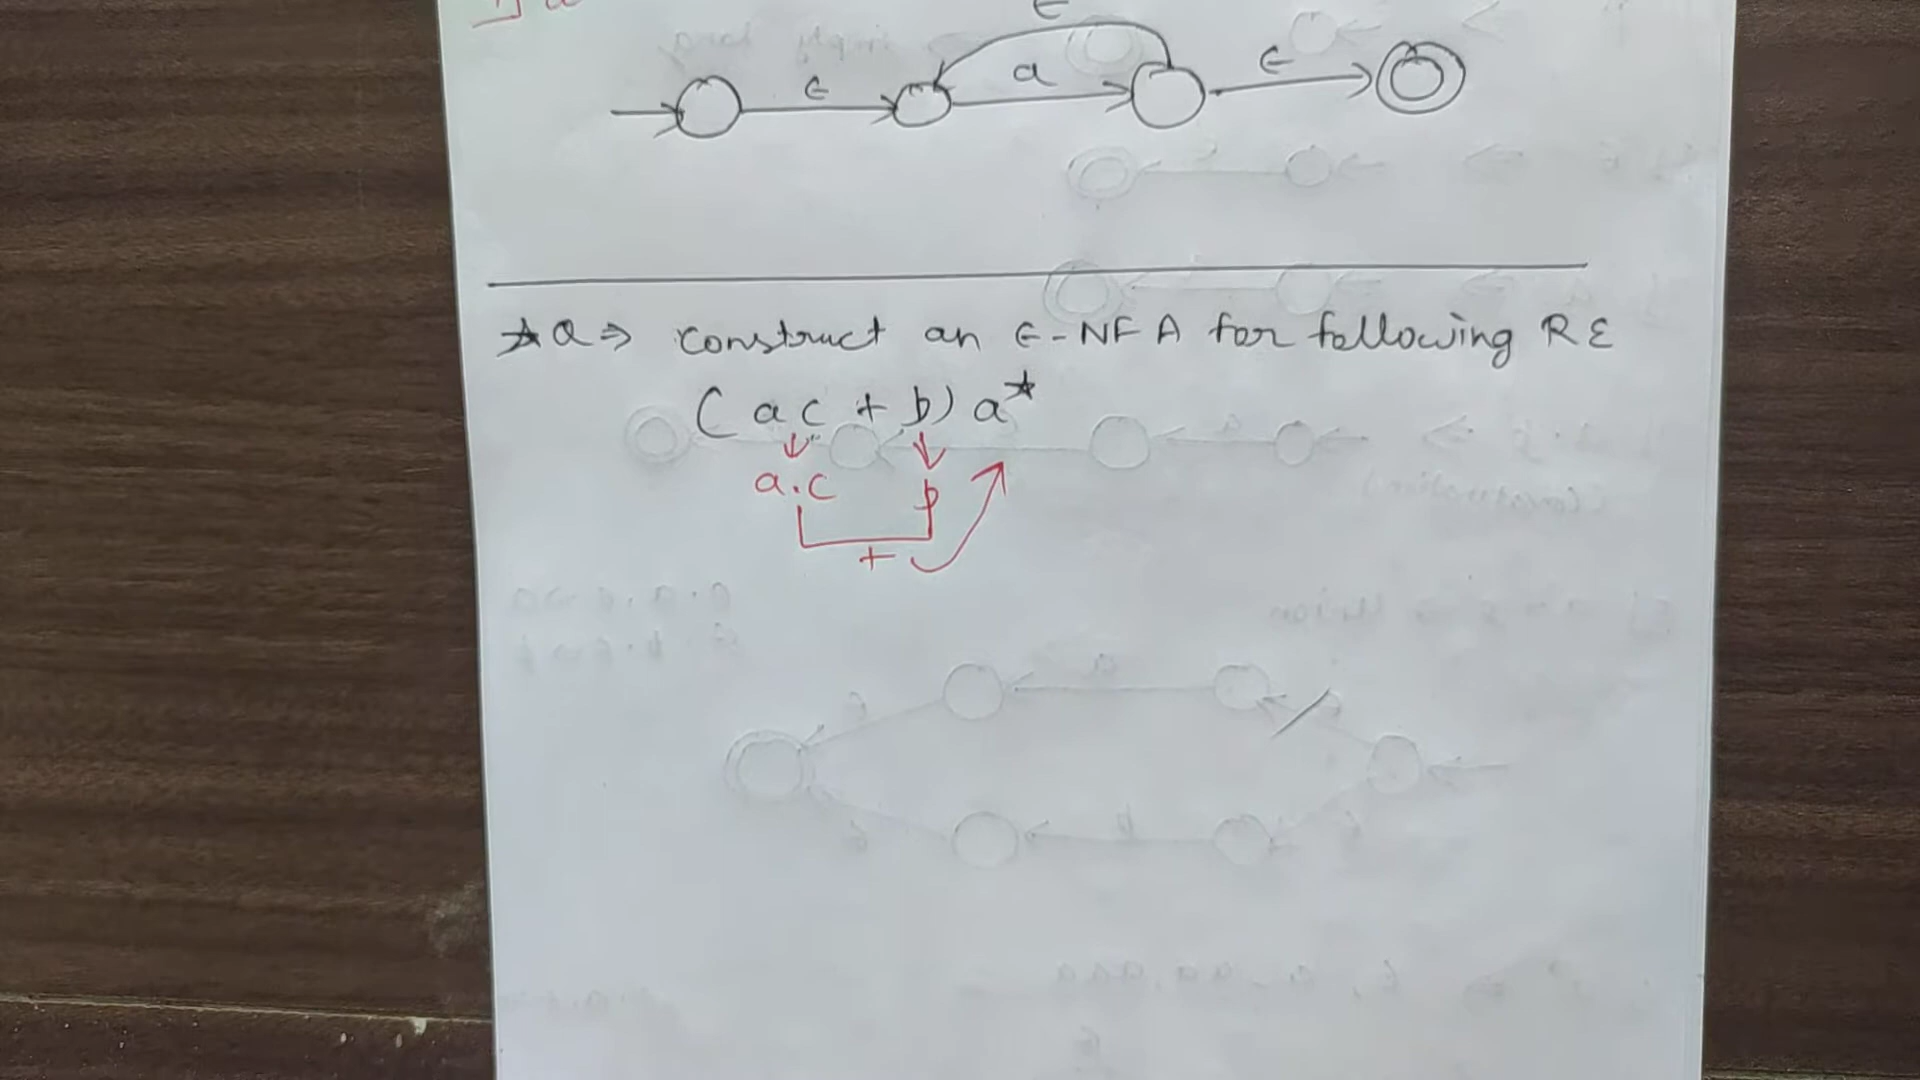 ε
ε a ε
★Q⇒ construct an ε-NFA for following RE
(ac + b)a*
a.c b
+